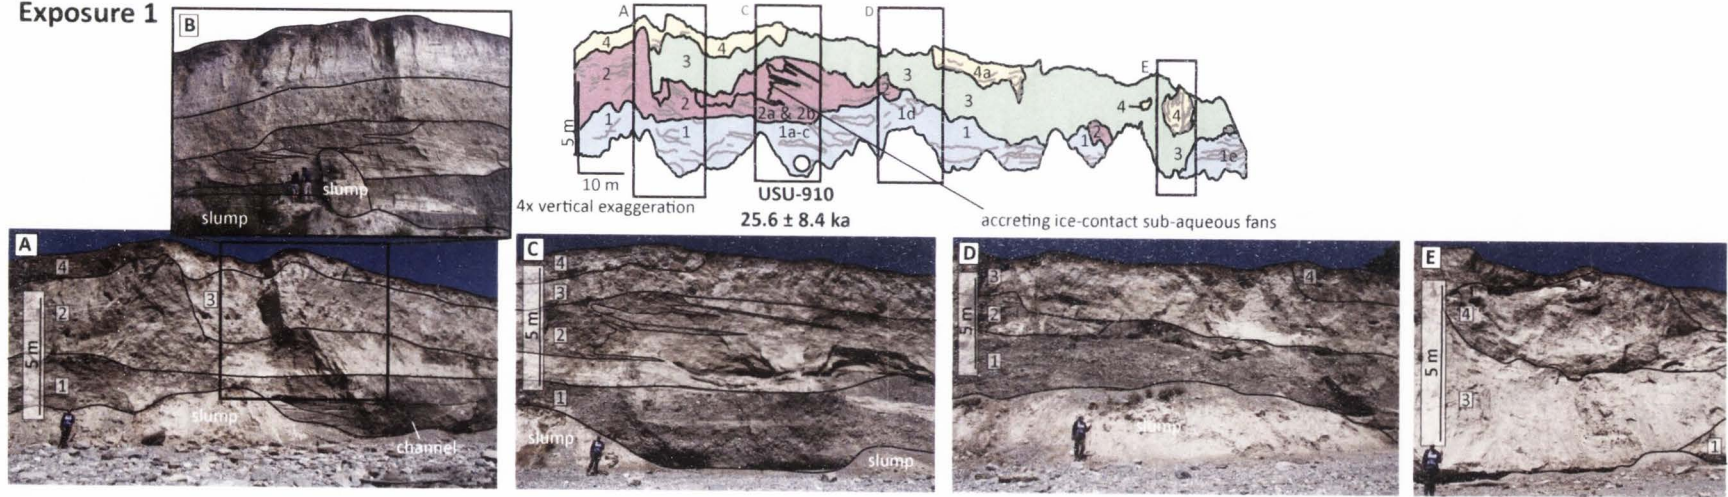 Exposure 1
B
slump
slump
A
C
D
E
4
4
4a
4
4
2
3
3
3
3
2
2
2
2a & 2b
1
1
1a-c
1d
1
1
1e
5 m
10 m
4x vertical exaggeration
USU-910
25.6 ± 8.4 ka
accreting ice-contact sub-aqueous fans
A
4
3
2
1
5 m
slump
channel
C
4
3
2
1
5 m
slump
slump
D
3
4
2
1
5 m
slump
E
4
3
1
5 m